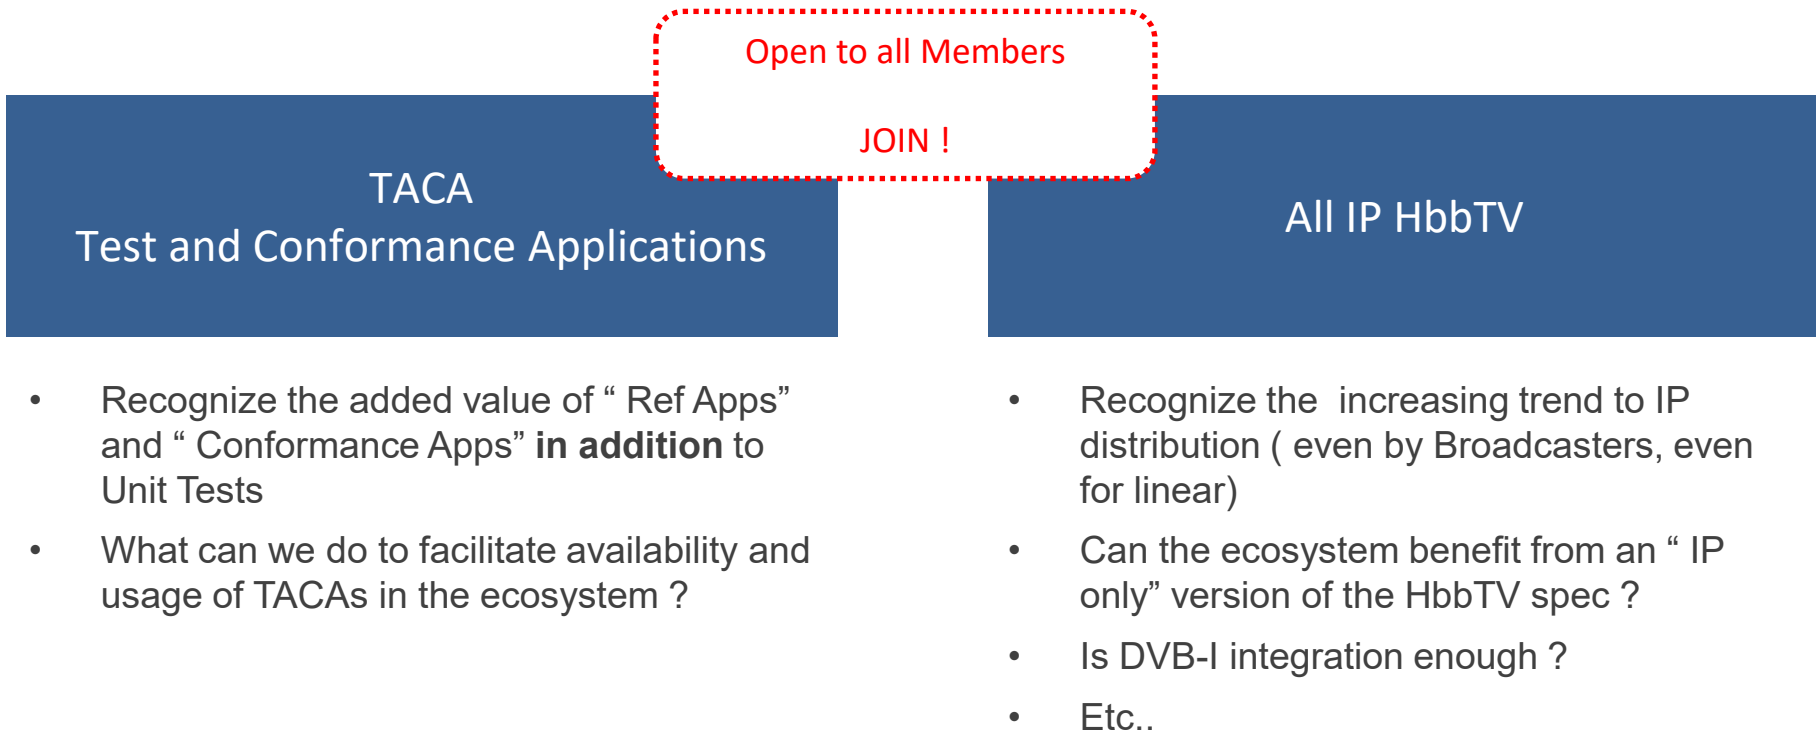 Open to all Members
JOIN !
TACA
Test and Conformance Applications
• Recognize the added value of “ Ref Apps”
and “ Conformance Apps” in addition to
Unit Tests
• What can we do to facilitate availability and
usage of TACAs in the ecosystem ?
All IP HbbTV
• Recognize the  increasing trend to IP
distribution ( even by Broadcasters, even
for linear)
• Can the ecosystem benefit from an “ IP
only” version of the HbbTV spec ?
• Is DVB-I integration enough ?
• Etc..